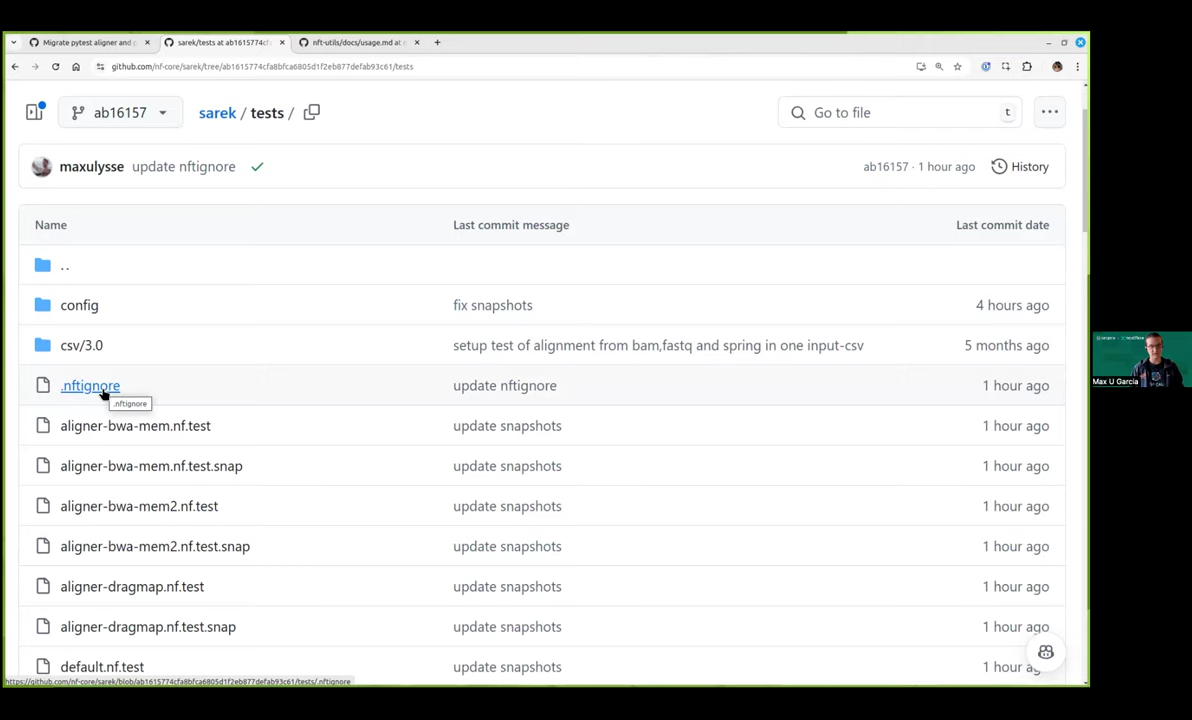 Migrate pytest aligner and p
sarek/tests at ab1615774cf
nft-utils/docs/usage.md at
github.com/nf-core/sarek/tree/ab1615774cfa8bfca6805d1f2eb877defab93c61/tests
ab16157
sarek / tests /
Go to file
t
maxulysse update nftignore
ab16157 · 1 hour ago
History
Name Last commit message Last commit date
..
config fix snapshots 4 hours ago
csv/3.0 setup test of alignment from bam,fastq and spring in one input-csv 5 months ago
.nftignore update nftignore 1 hour ago
.nftignore
aligner-bwa-mem.nf.test update snapshots 1 hour ago
aligner-bwa-mem.nf.test.snap update snapshots 1 hour ago
aligner-bwa-mem2.nf.test update snapshots 1 hour ago
aligner-bwa-mem2.nf.test.snap update snapshots 1 hour ago
aligner-dragmap.nf.test update snapshots 1 hour ago
aligner-dragmap.nf.test.snap update snapshots 1 hour ago
default.nf.test update snapshots 1 hour ago
https://github.com/nf-core/sarek/blob/ab1615774cfa8bfca6805d1f2eb877defab93c61/tests/.nftignore
Max U Garcia